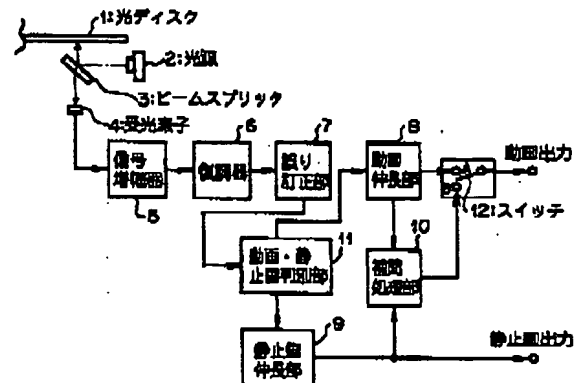 1:光ディスク
2:光源
3:ビームスプリッタ
4:受光素子
信号
増幅器
5
6
復調器
7
誤り
訂正部
8
動画
伸長部
動画出力
A
B
12:スイッチ
10
補間
処理部
11
動画・静
止画判別部
9
静止画
伸長部
静止画出力